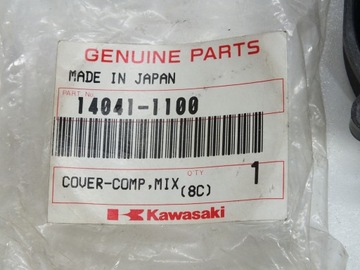 GENUINE PARTS
MADE IN JAPAN
PART No.
14041-1100
QTY
COVER-COMP,MIX(8C) 1
Kawasaki